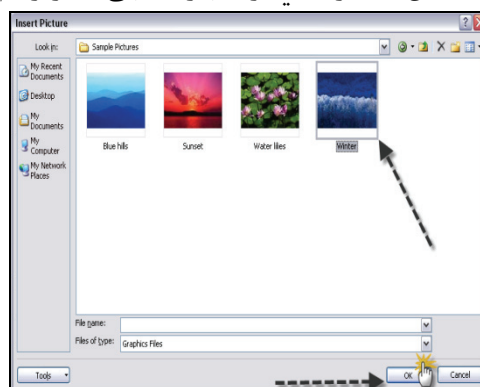 Insert Picture
Look in:
Sample Pictures
My Recent
Documents
Desktop
My
Documents
My
Computer
My Network
Places
Blue hills
Sunset
Water lilies
Winter
File name:
Files of type:
Graphics Files
Tools
OK
Cancel